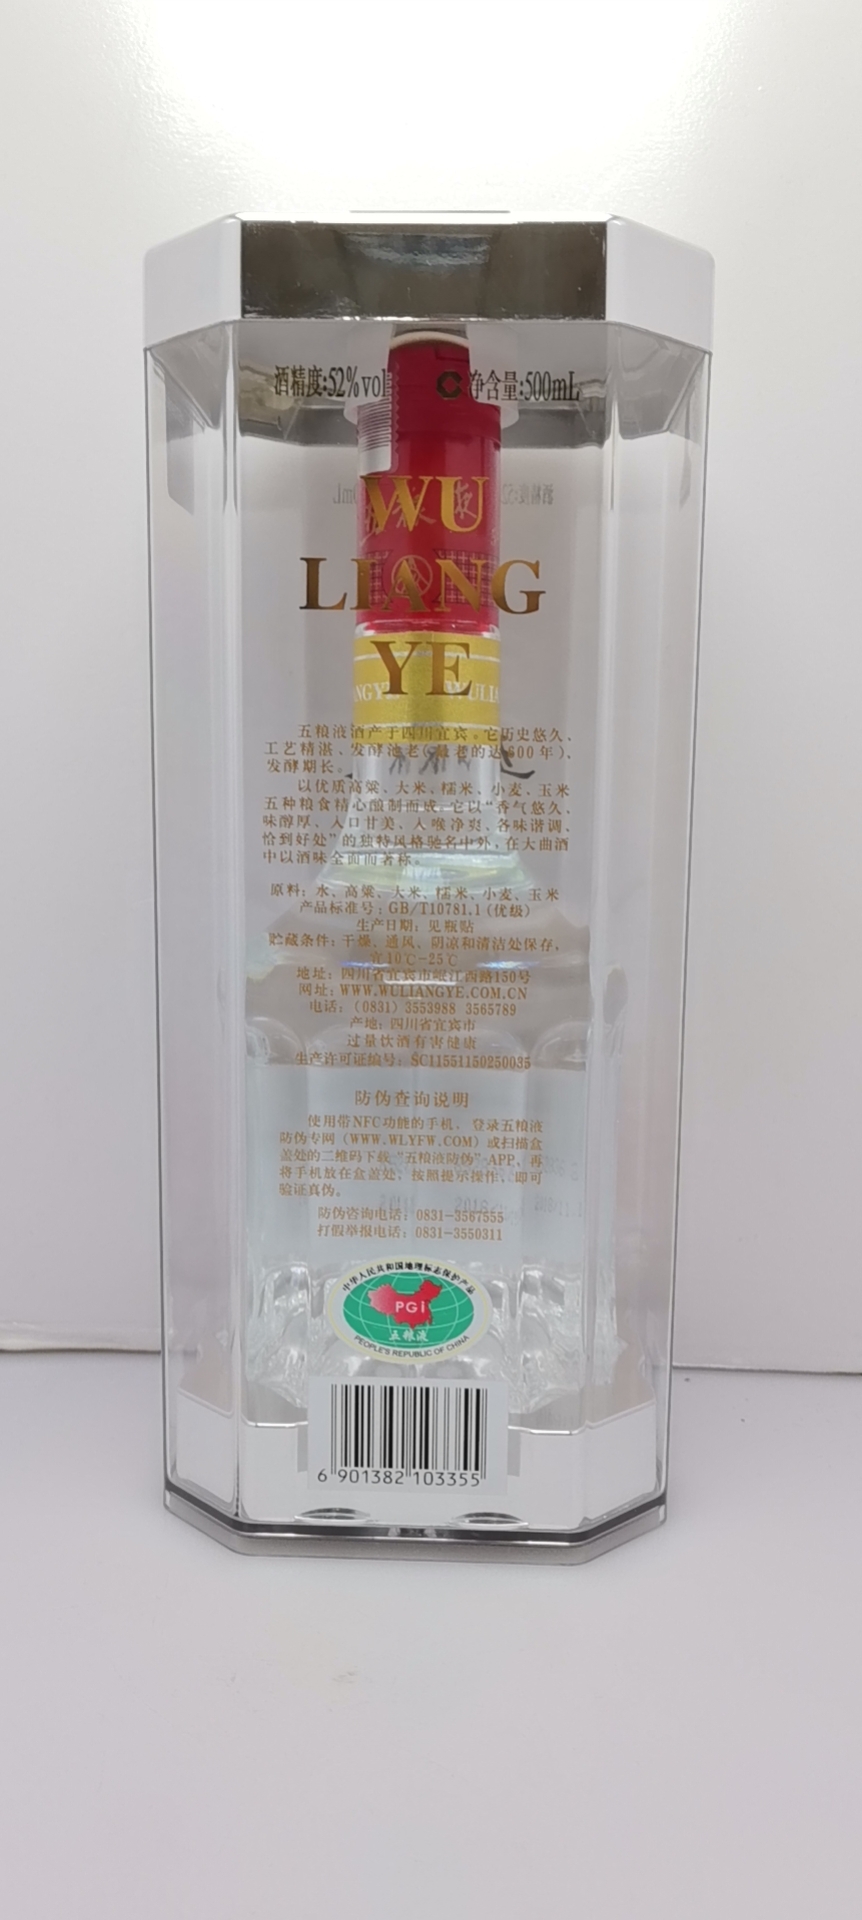 酒精度:52%vol 净含量:500mL
WU
LIANG
YE
五粮液酒产于四川宜宾。它历史悠久、
工艺精湛、发酵池老(最老的达600年)、
发酵期长。
以优质高粱、大米、糯米、小麦、玉米
五种粮食精心酿制而成。它以“香气悠久、
味醇厚、入口甘美、入喉净爽、各味谐调、
恰到好处”的独特风格驰名中外,在大曲酒
中以酒味全面而著称。
原料: 水、高粱、大米、糯米、小麦、玉米
产品标准号: GB/T10781.1 (优级)
生产日期: 见瓶贴
贮藏条件: 干燥、通风、阴凉和清洁处保存,
宜10℃-25℃
地址: 四川省宜宾市岷江西路150号
网址: WWW.WULIANGYE.COM.CN
电话: (0831) 3553988 3565789
产地: 四川省宜宾市
过量饮酒有害健康
生产许可证编号: SC11551150250035
防伪查询说明
使用带NFC功能的手机, 登录五粮液
防伪专网 (WWW.WLYFW.COM) 或扫描盒
盖处的二维码下载“五粮液防伪”APP, 再
将手机放在盒盖处, 按照提示操作, 即可
验证真伪。
防伪咨询电话: 0831-3567555
打假举报电话: 0831-3550311
中华人民共和国地理标志保护产品
PGI
五粮液
PEOPLE'S REPUBLIC OF CHINA
6 901382 103355